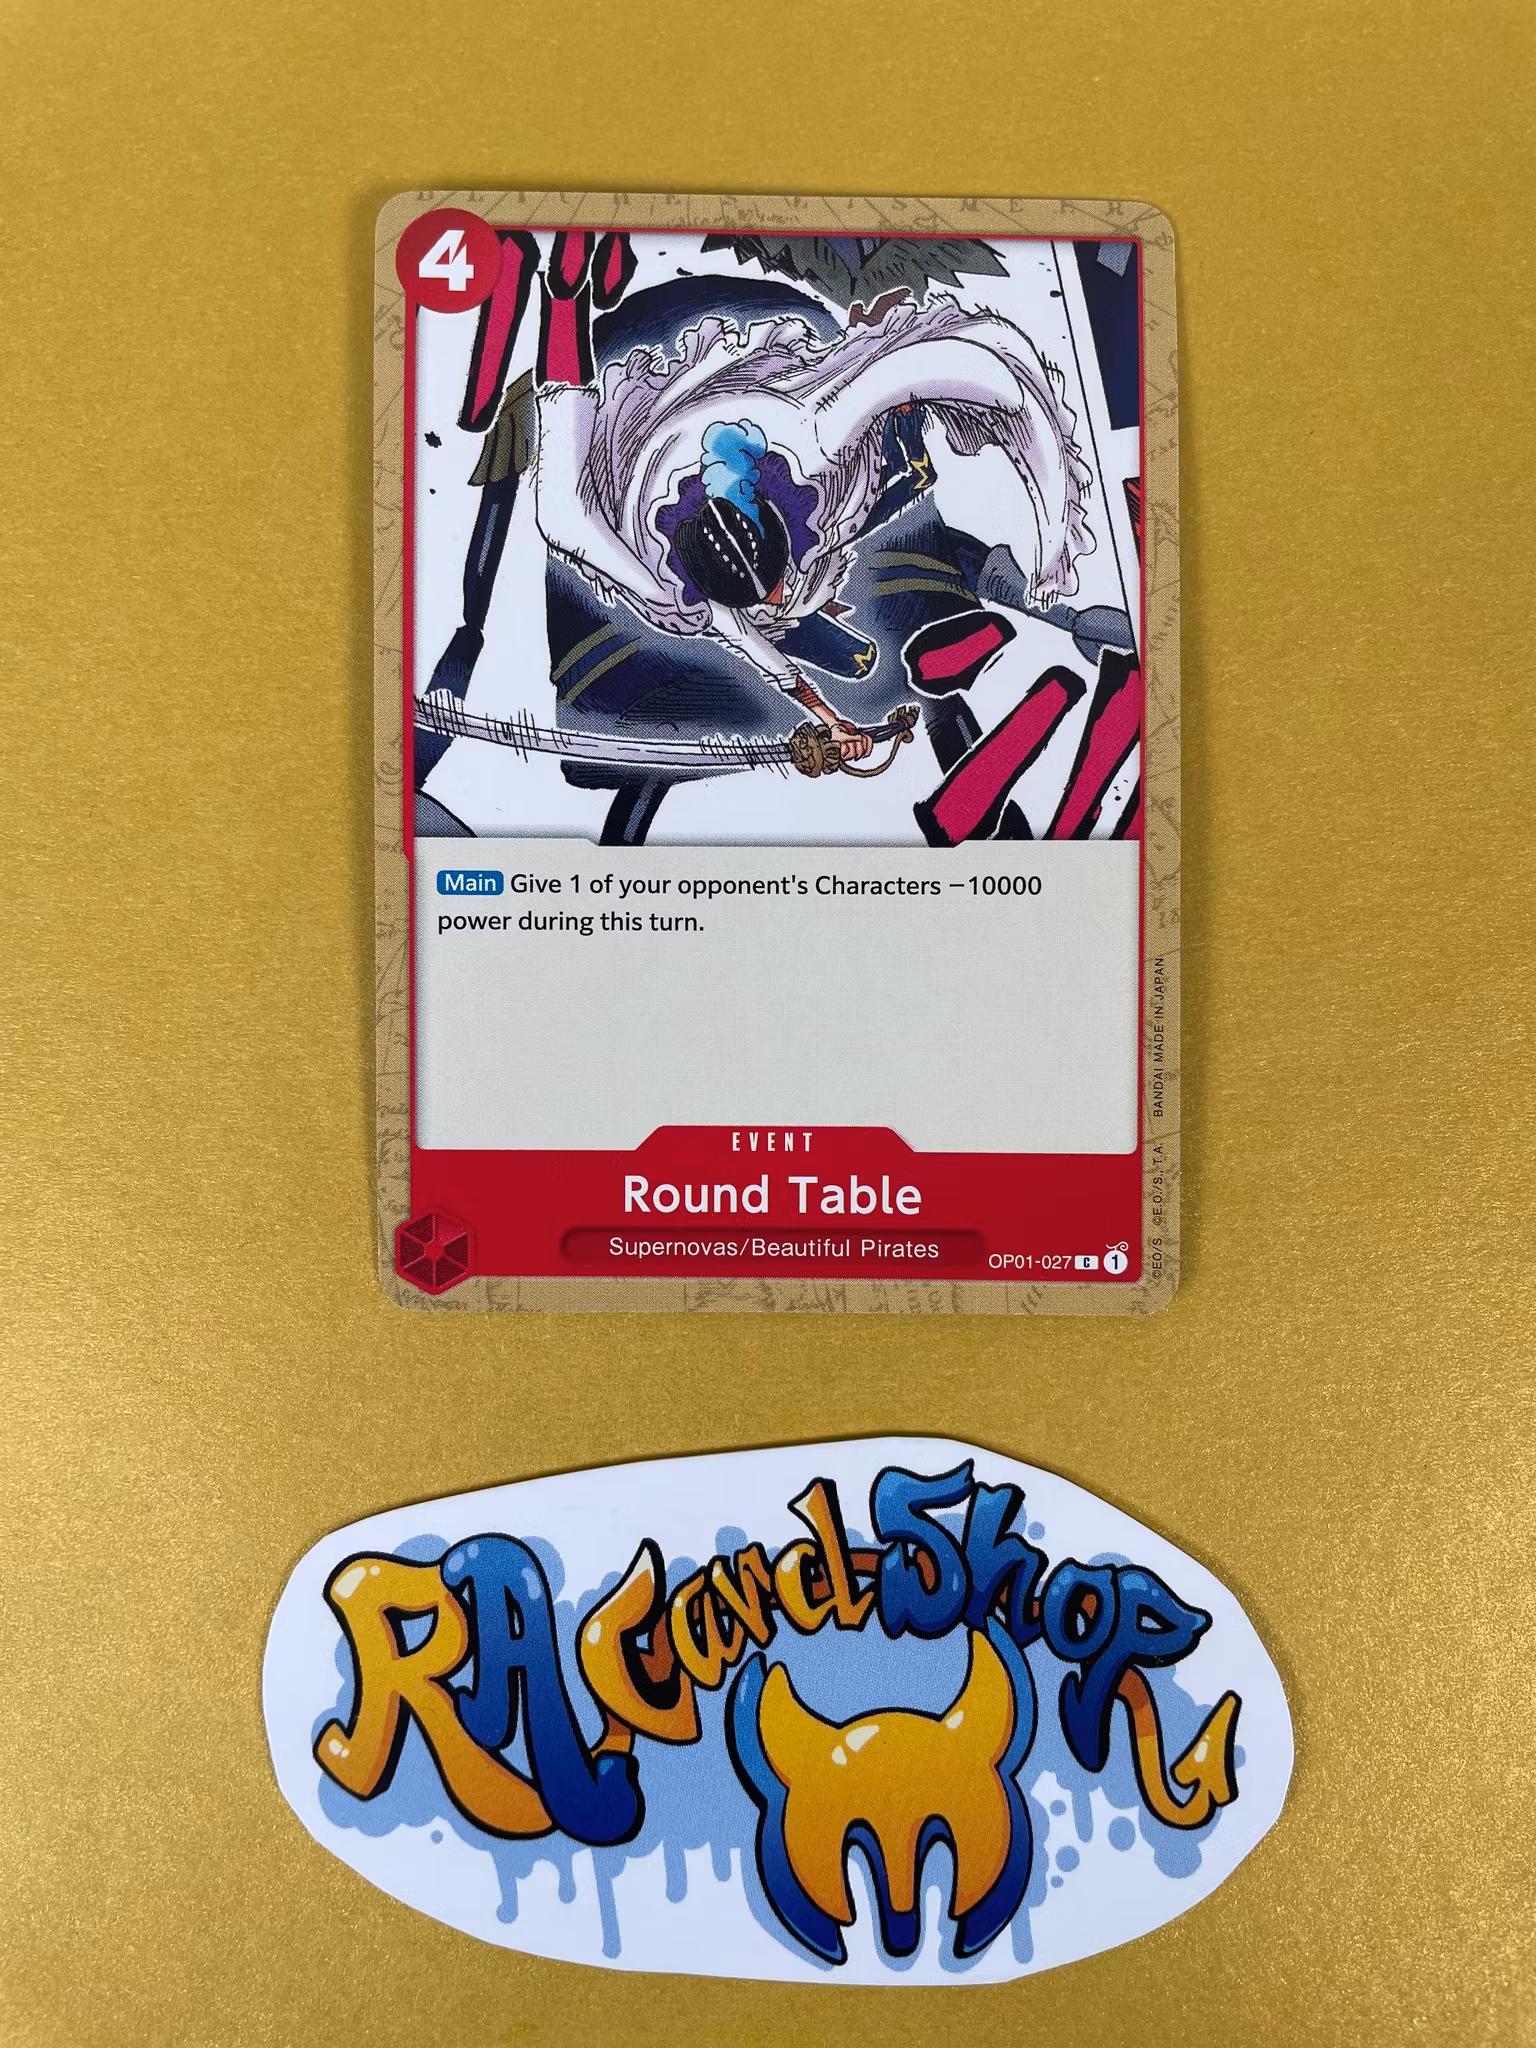 4
Main Give 1 of your opponent's Characters −10000
power during this turn.
EVENT
Round Table
Supernovas/Beautiful Pirates
OP01-027 C 1
©EO/S ©E.O./S., T.A. BANDAI MADE IN JAPAN
RA Card Shop